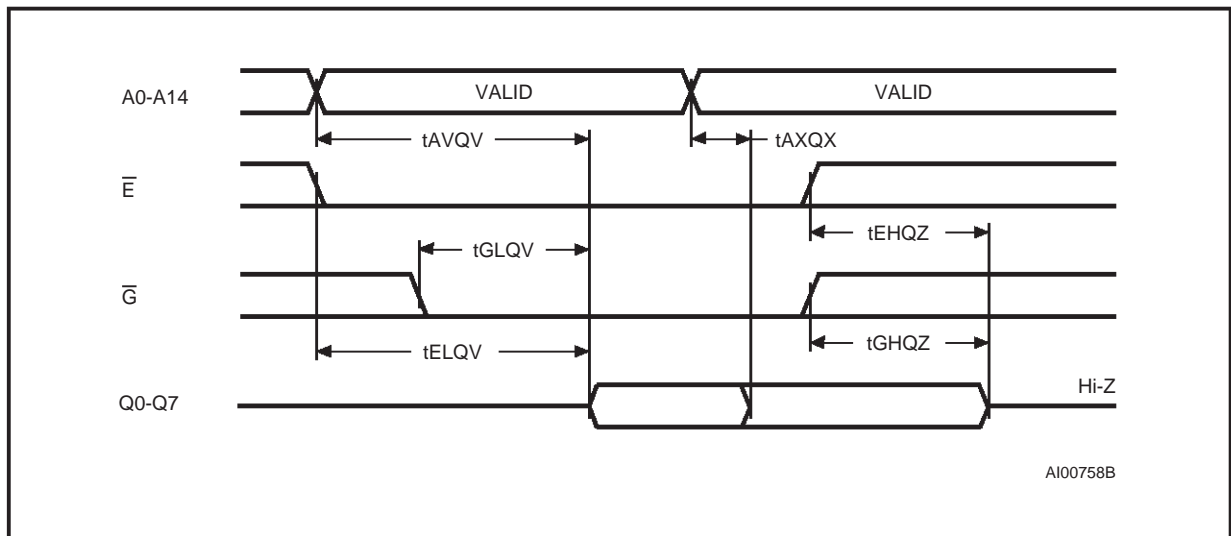 A0-A14
VALID
VALID
tAVQV
tAXQX
E̅
tEHQZ
tGLQV
G̅
tELQV
tGHQZ
Q0-Q7
Hi-Z
AI00758B